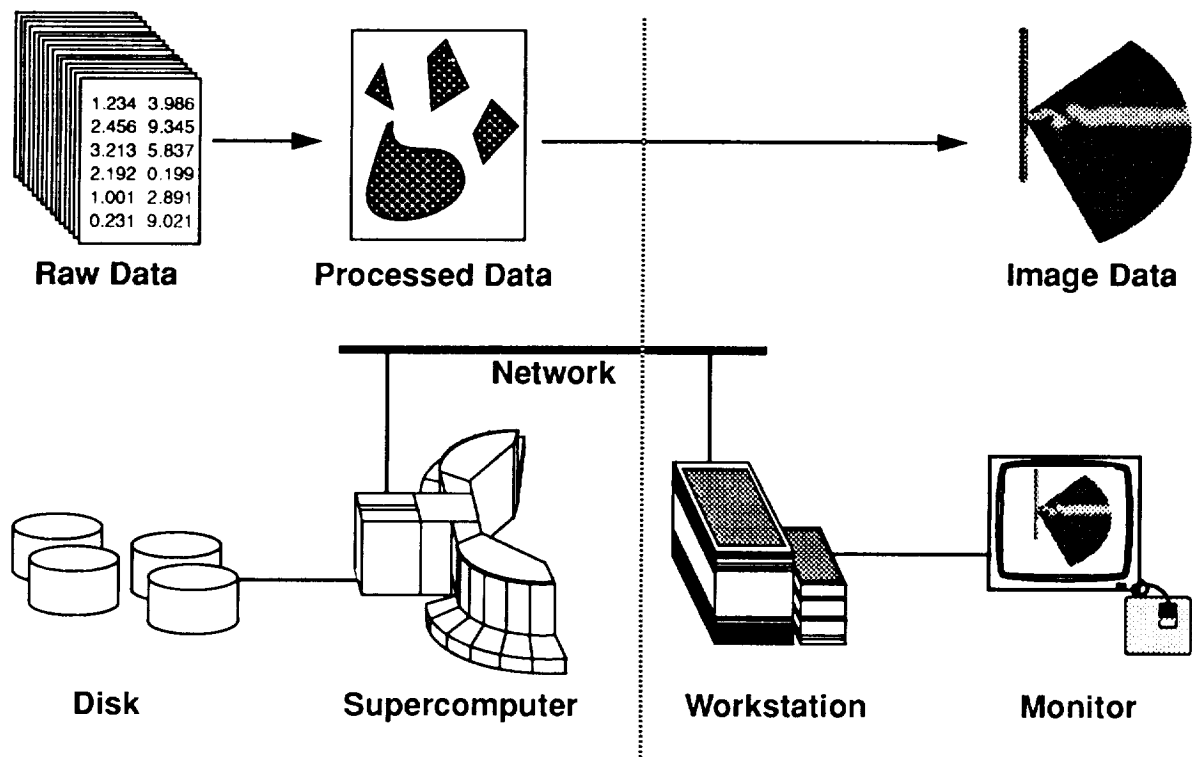 1.234 3.986
2.456 9.345
3.213 5.837
2.192 0.199
1.001 2.891
0.231 9.021
Raw Data
Processed Data
Image Data
Network
Disk
Supercomputer
Workstation
Monitor